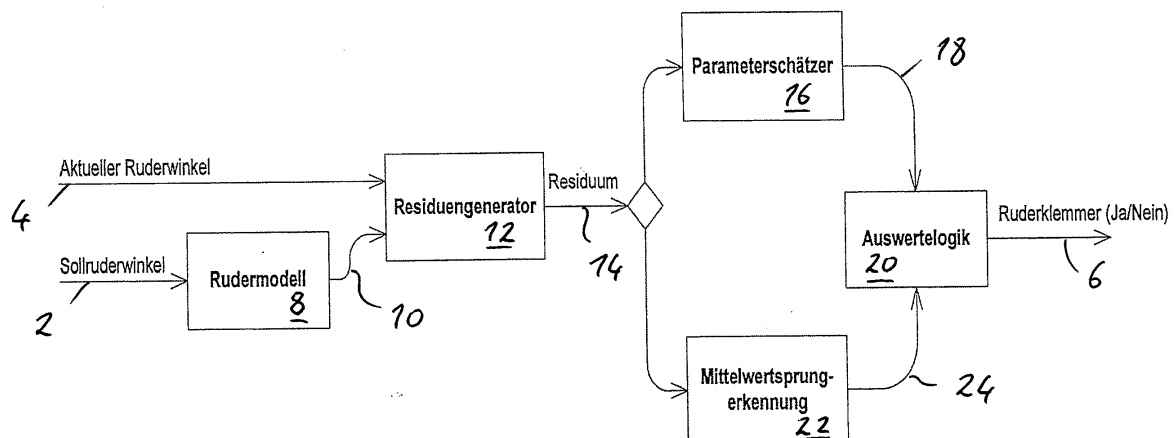 Parameterschätzer
16
18
Aktueller Ruderwinkel
4
Residuengenerator
12
Residuum
14
Sollruderwinkel
2
Rudermodell
8
10
Auswertelogik
20
Ruderklemmer (Ja/Nein)
6
Mittelwertsprung-
erkennung
22
24